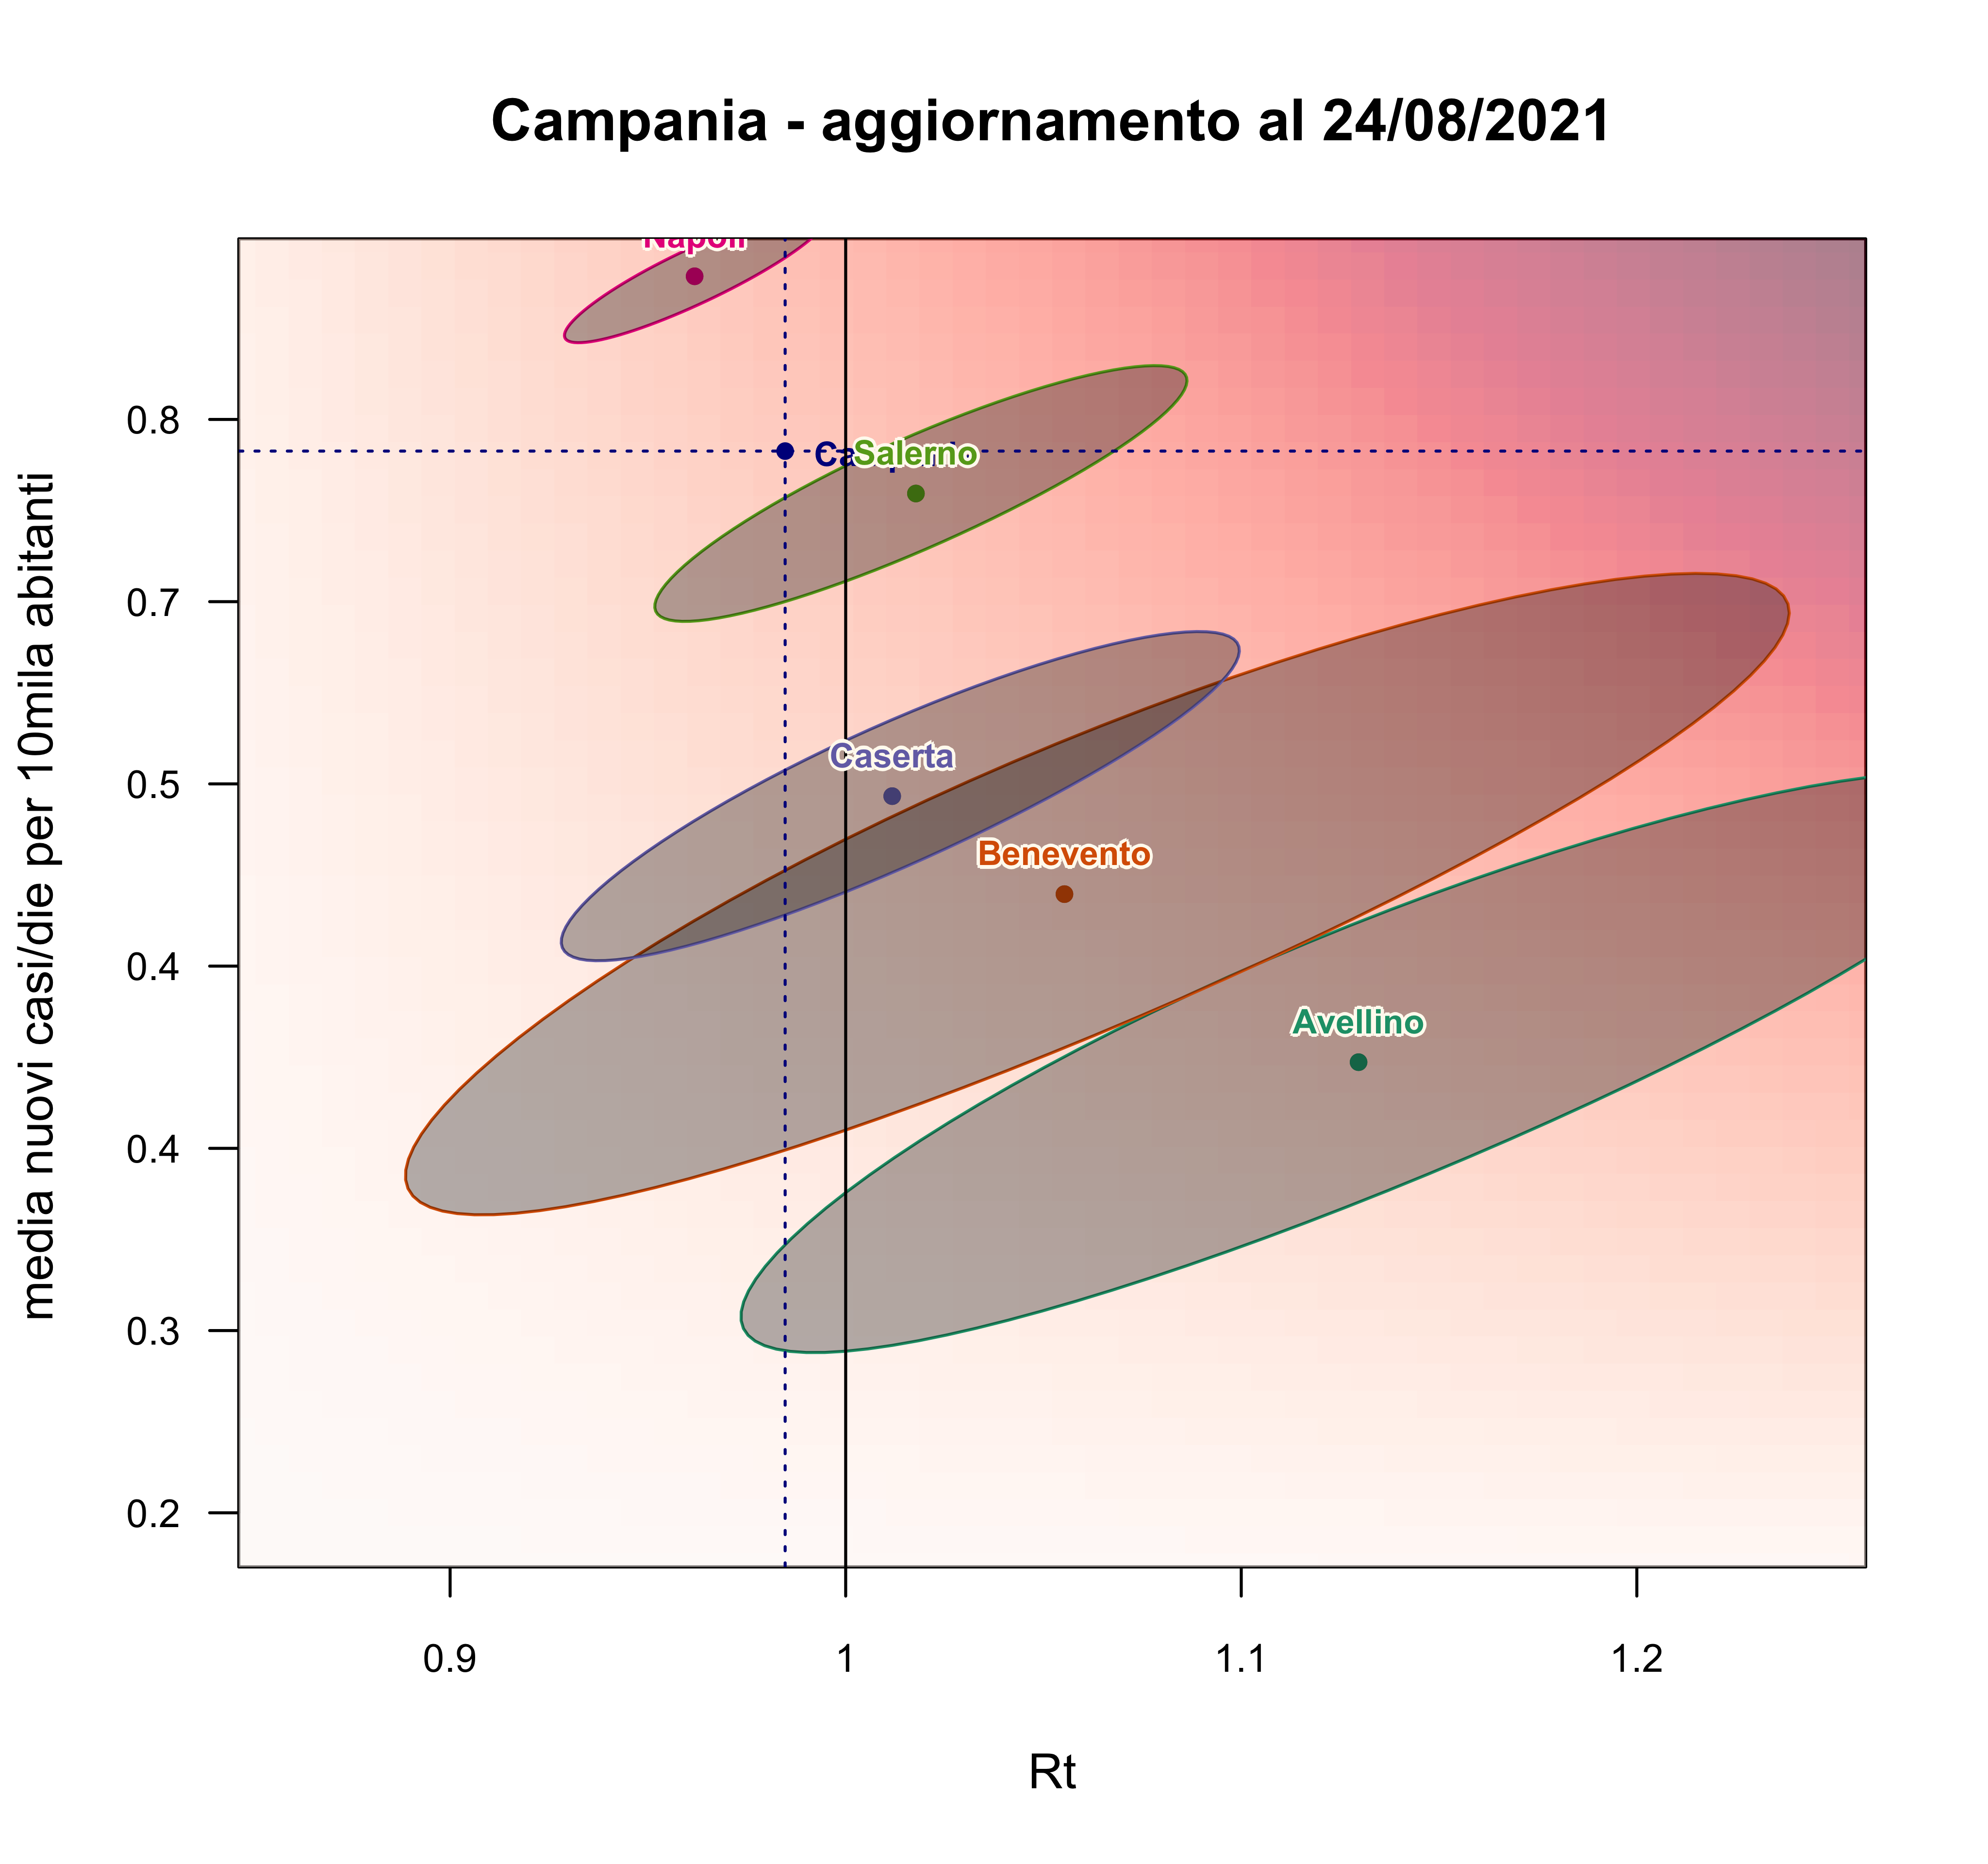 Campania - aggiornamento al 24/08/2021
Napoli
0.8
Salerno
0.7
Caserta
0.5
Benevento
0.4
Avellino
0.4
0.3
0.2
media nuovi casi/die per 10mila abitanti
0.9
1
1.1
1.2
Rt